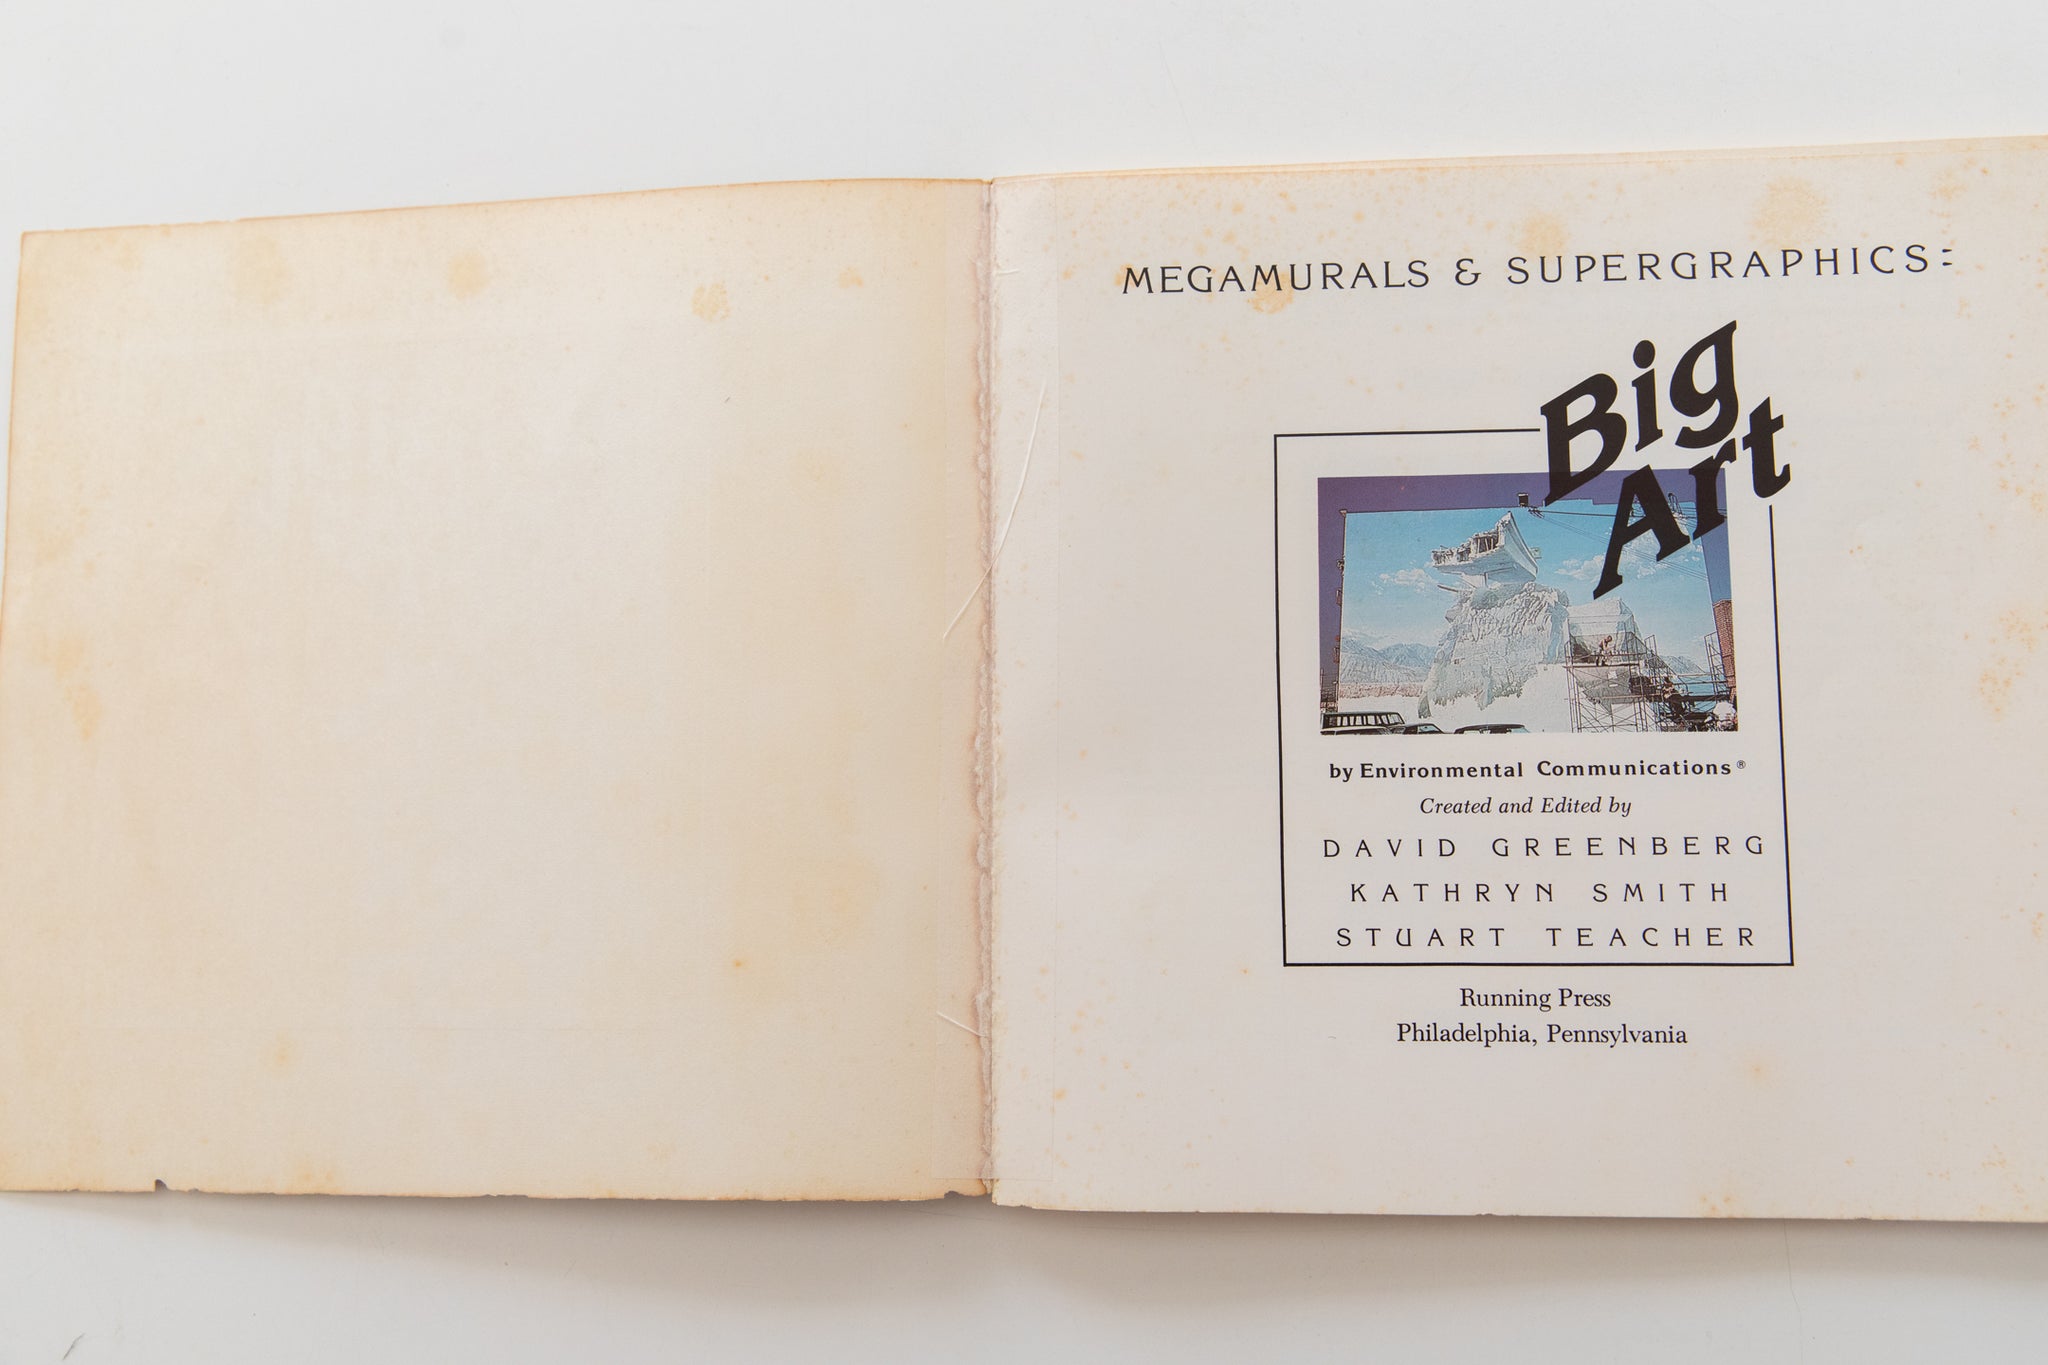 MEGAMURALS & SUPERGRAPHICS:
Big
Art
by Environmental Communications®
Created and Edited by
DAVID GREENBERG
KATHRYN SMITH
STUART TEACHER
Running Press
Philadelphia, Pennsylvania